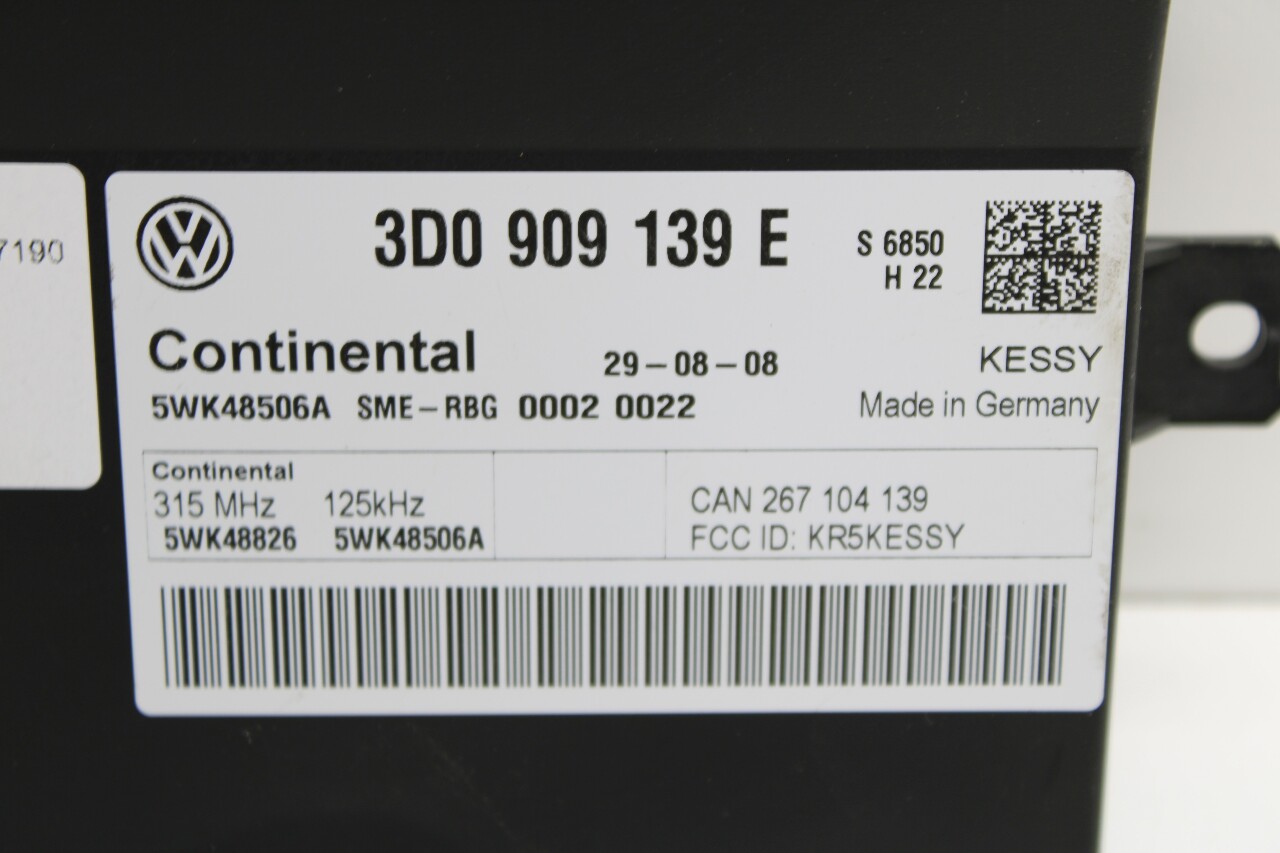 7190
VW
3D0 909 139 E
S 6850
H 22
Continental 29-08-08 KESSY
5WK48506A SME-RBG 0002 0022 Made in Germany
Continental
315 MHz 125kHz CAN 267 104 139
5WK48826 5WK48506A FCC ID: KR5KESSY